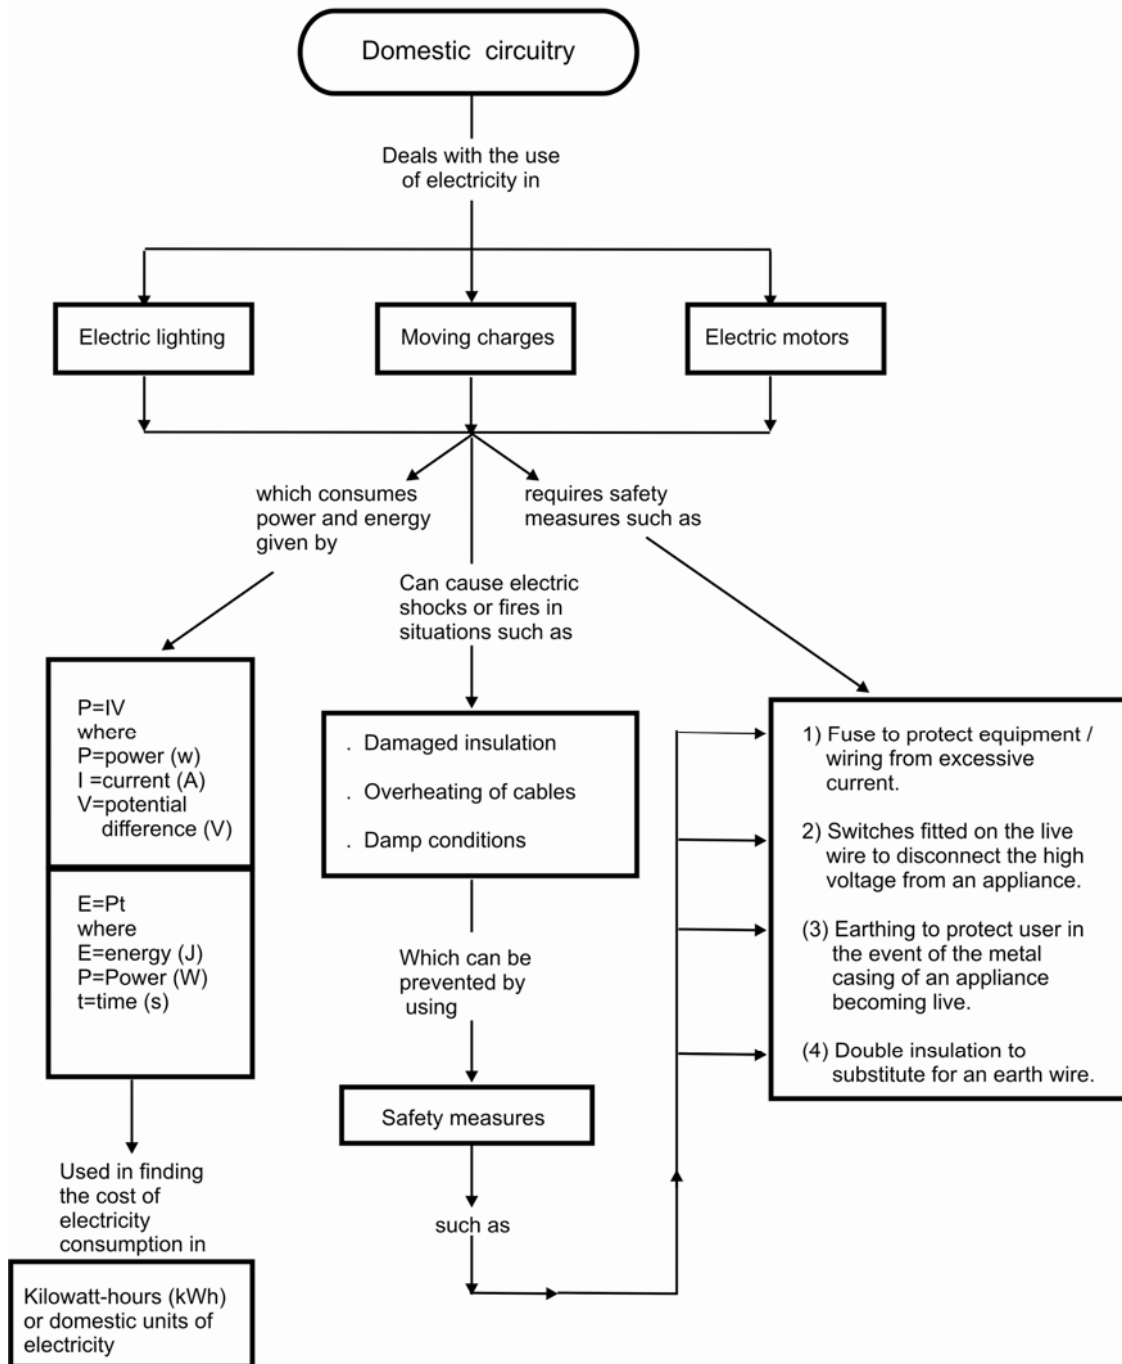 Domestic circuitry
Deals with the use
of electricity in
Electric lighting
Moving charges
Electric motors
which consumes
power and energy
given by
requires safety
measures such as
Can cause electric
shocks or fires in
situations such as
P=IV
where
P=power (w)
I =current (A)
V=potential
difference (V)
E=Pt
where
E=energy (J)
P=Power (W)
t=time (s)
. Damaged insulation
. Overheating of cables
. Damp conditions
1) Fuse to protect equipment /
wiring from excessive
current.
2) Switches fitted on the live
wire to disconnect the high
voltage from an appliance.
(3) Earthing to protect user in
the event of the metal
casing of an appliance
becoming live.
(4) Double insulation to
substitute for an earth wire.
Which can be
prevented by
using
Safety measures
such as
Used in finding
the cost of
electricity
consumption in
Kilowatt-hours (kWh)
or domestic units of
electricity